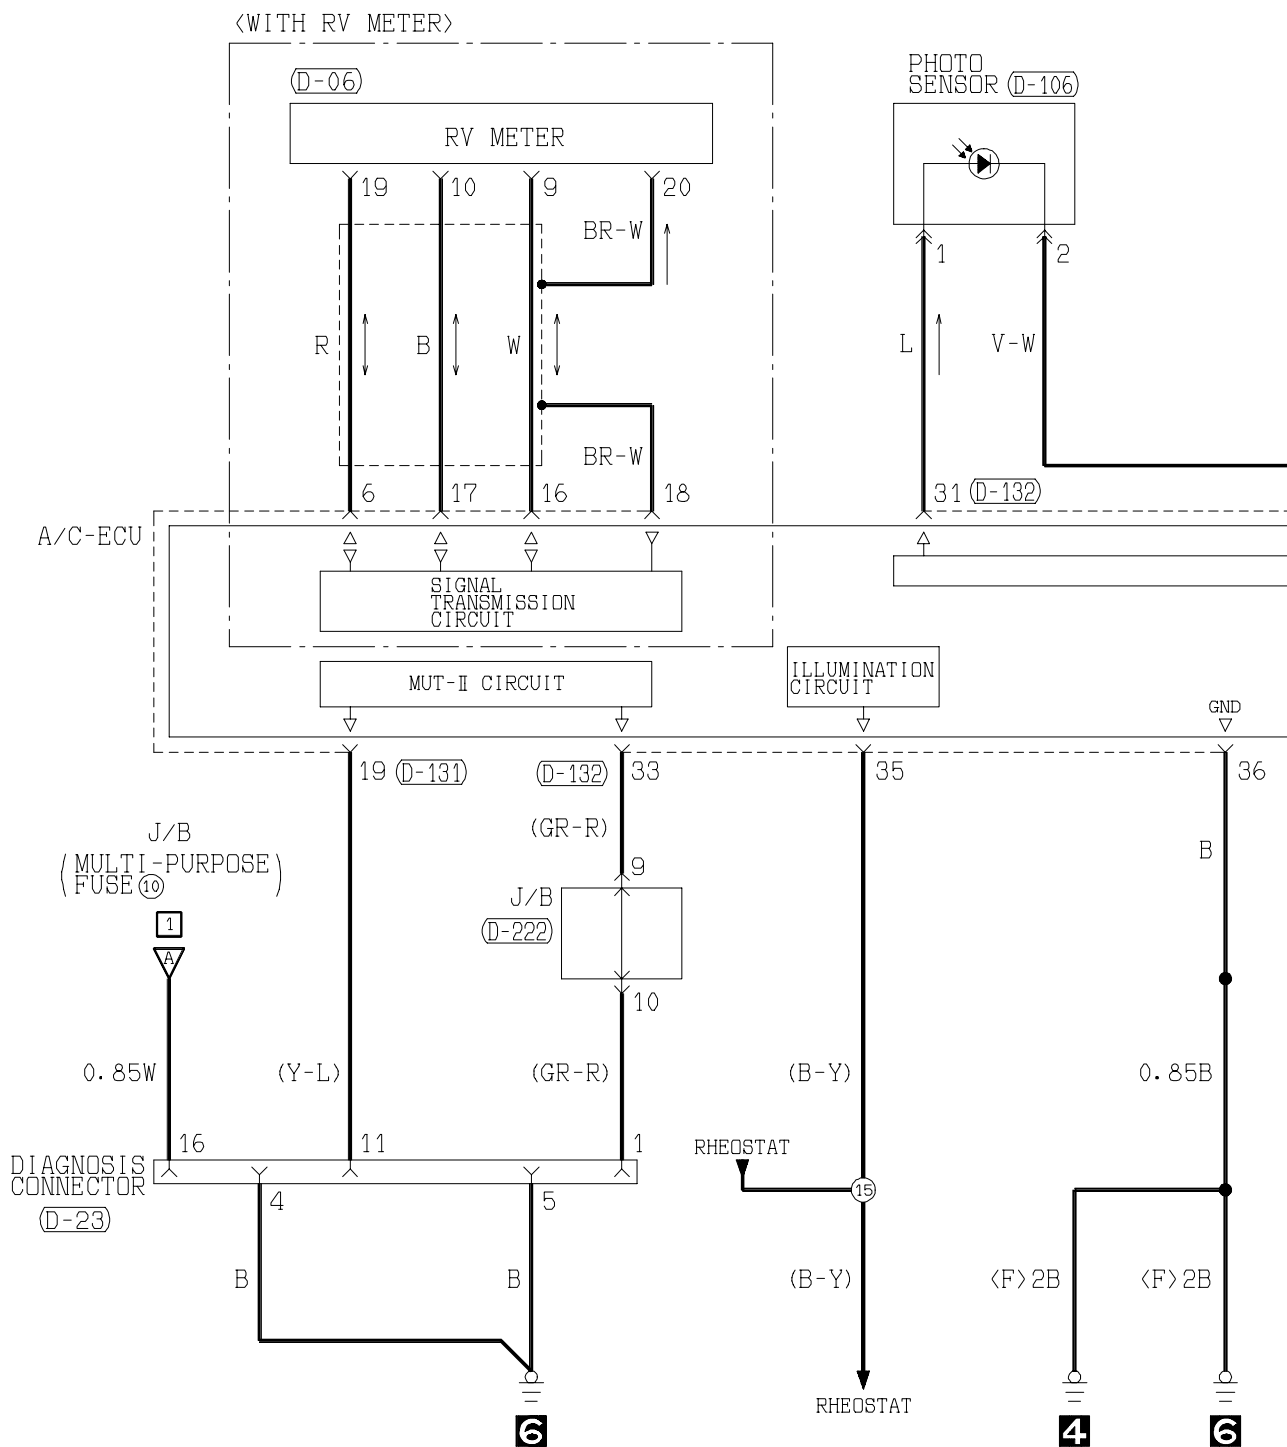 <WITH RV METER>
(D-06)
RV METER
19 10 9 20
BR-W
R B W
BR-W
6 17 16 18
PHOTO
SENSOR (D-106)
1 2
L V-W
31 (D-132)
A/C-ECU
SIGNAL
TRANSMISSION
CIRCUIT
MUT-Ⅱ CIRCUIT
ILLUMINATION
CIRCUIT
GND
19 (D-131) (D-132) 33 35 36
J/B
(MULTI-PURPOSE
FUSE⑩)
1
A
(GR-R)
9
J/B
(D-222)
10
B
0.85W (Y-L) (GR-R) (B-Y) 0.85B
16 11 1
RHEOSTAT
DIAGNOSIS
CONNECTOR
(D-23)
4 5
15
B B (B-Y) <F>2B <F>2B
RHEOSTAT
6 4 6